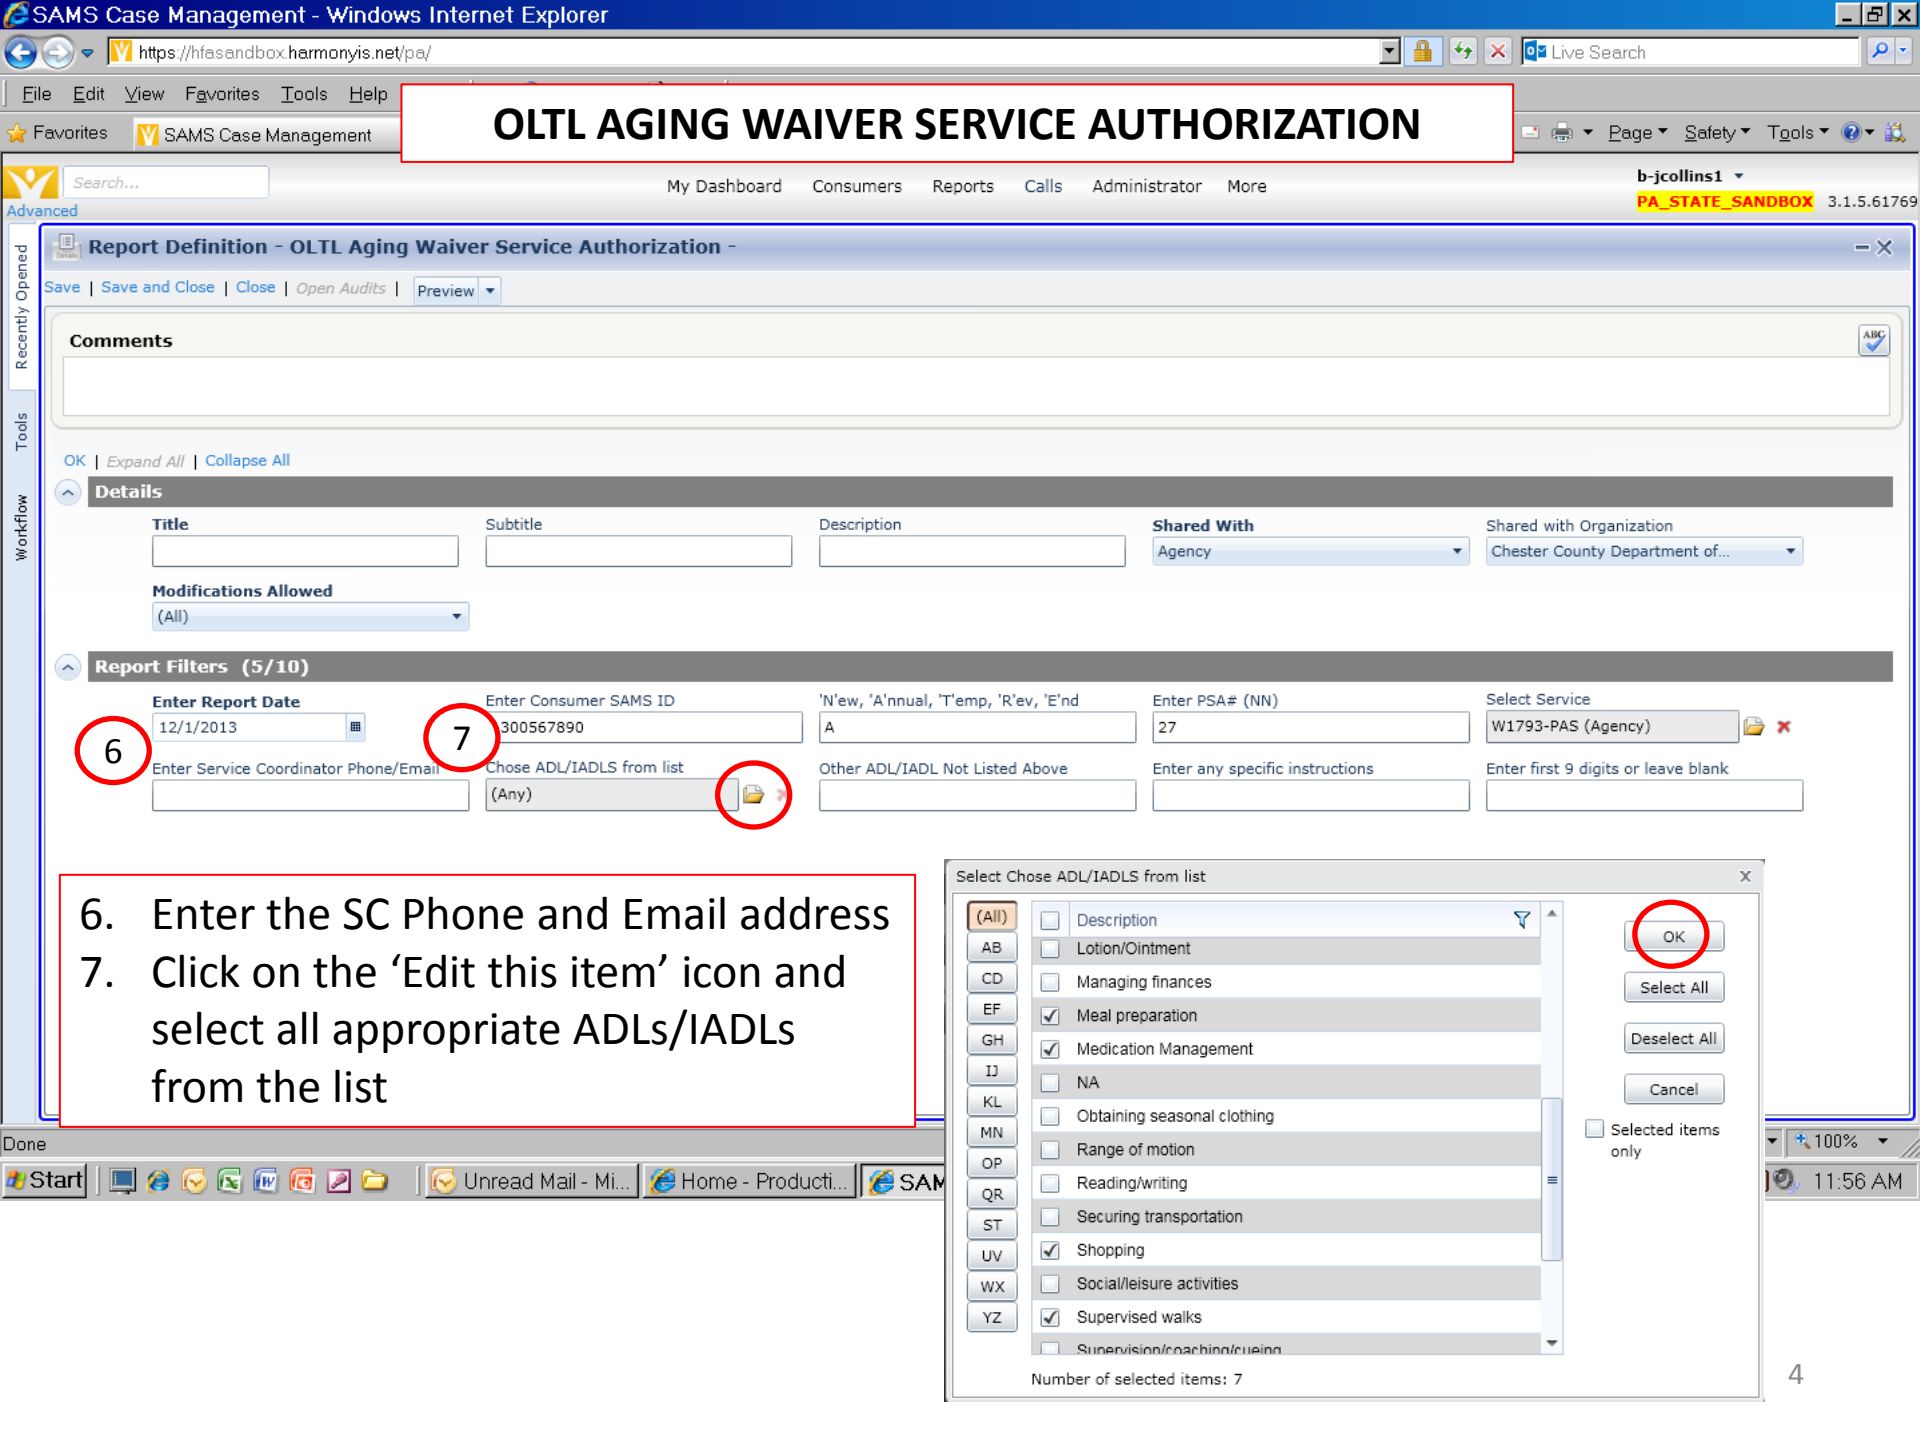 SAMS Case Management - Windows Internet Explorer
https://hfasandbox.harmonyis.net/pa/
Live Search
File Edit View Favorites Tools Help
OLTL AGING WAIVER SERVICE AUTHORIZATION
Favorites SAMS Case Management
Page Safety Tools
Search...
My Dashboard Consumers Reports Calls Administrator More
b-jcollins1
Advanced
PA_STATE_SANDBOX 3.1.5.61769
Recently Opened
Tools
Workflow
Report Definition - OLTL Aging Waiver Service Authorization -
Save | Save and Close | Close | Open Audits | Preview
Comments
ABC
OK | Expand All | Collapse All
Details
Title Subtitle Description Shared With Shared with Organization
Agency Chester County Department of...
Modifications Allowed
(All)
Report Filters (5/10)
Enter Report Date Enter Consumer SAMS ID 'N'ew, 'A'nnual, 'T'emp, 'R'ev, 'E'nd Enter PSA# (NN) Select Service
12/1/2013 300567890 A 27 W1793-PAS (Agency)
6 7
Enter Service Coordinator Phone/Email Chose ADL/IADLS from list Other ADL/IADL Not Listed Above Enter any specific instructions Enter first 9 digits or leave blank
(Any)
6. Enter the SC Phone and Email address
7. Click on the ‘Edit this item’ icon and
select all appropriate ADLs/IADLs
from the list
Select Chose ADL/IADLS from list x
(All) Description
AB Lotion/Ointment
CD Managing finances
EF Meal preparation
GH Medication Management
IJ NA
KL Obtaining seasonal clothing
MN Range of motion
OP Reading/writing
QR Securing transportation
ST Shopping
UV Social/leisure activities
WX Supervised walks
YZ Supervision/coaching/cueing
OK
Select All
Deselect All
Cancel
Selected items
only
Number of selected items: 7
Done
100%
Start Unread Mail - Mi... Home - Producti... SAM
11:56 AM
4